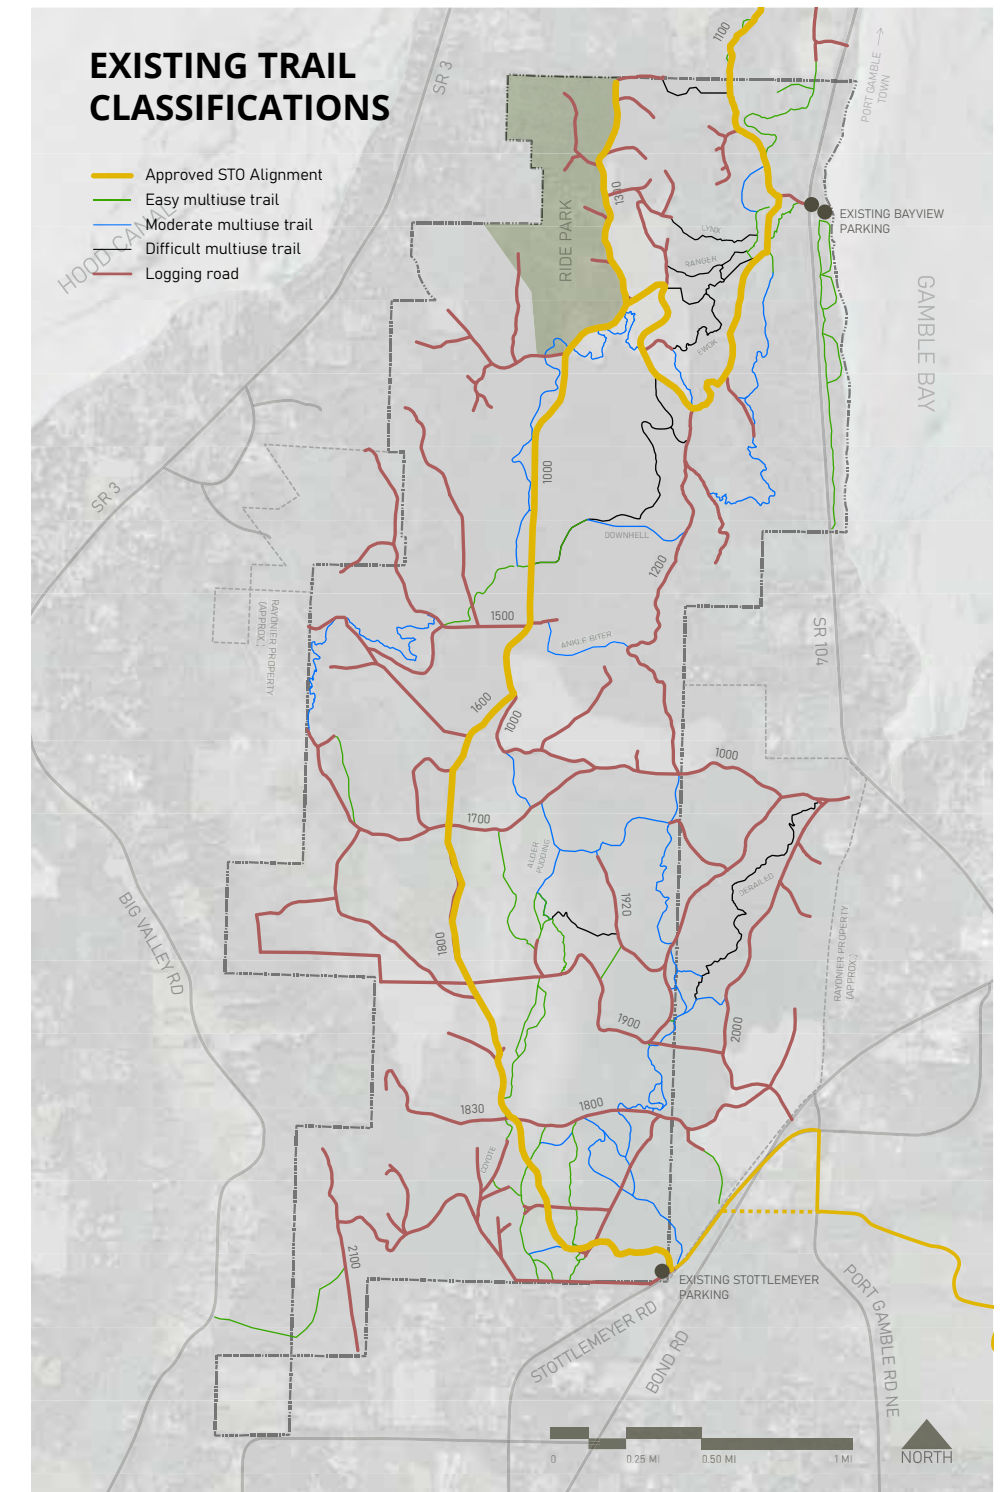 EXISTING TRAIL
CLASSIFICATIONS
Approved STO Alignment
Easy multiuse trail
Moderate multiuse trail
Difficult multiuse trail
Logging road
HOOD CANAL
SR 3
1100
PORT GAMBLE
TOWN
1300
RIDE PARK
EXISTING BAYVIEW
PARKING
LYNX
RANGER
EWOK
GAMBLE BAY
SR 3
1000
DOWNHELL
1200
RAYONIER PROPERTY
(APPROX.)
1500
ANKLE BITER
SR 104
1600
1000
1000
1700
ALDER
PUDDING
DERAILED
1920
BIG VALLEY RD
1800
RAYONIER PROPERTY
(APPROX.)
1900
2000
1830
1800
COYOTE
2100
EXISTING STOTTLEMEYER
PARKING
STOTTLEMEYER RD
BOND RD
PORT GAMBLE RD NE
0
0.25 MI
0.50 MI
1 MI
NORTH